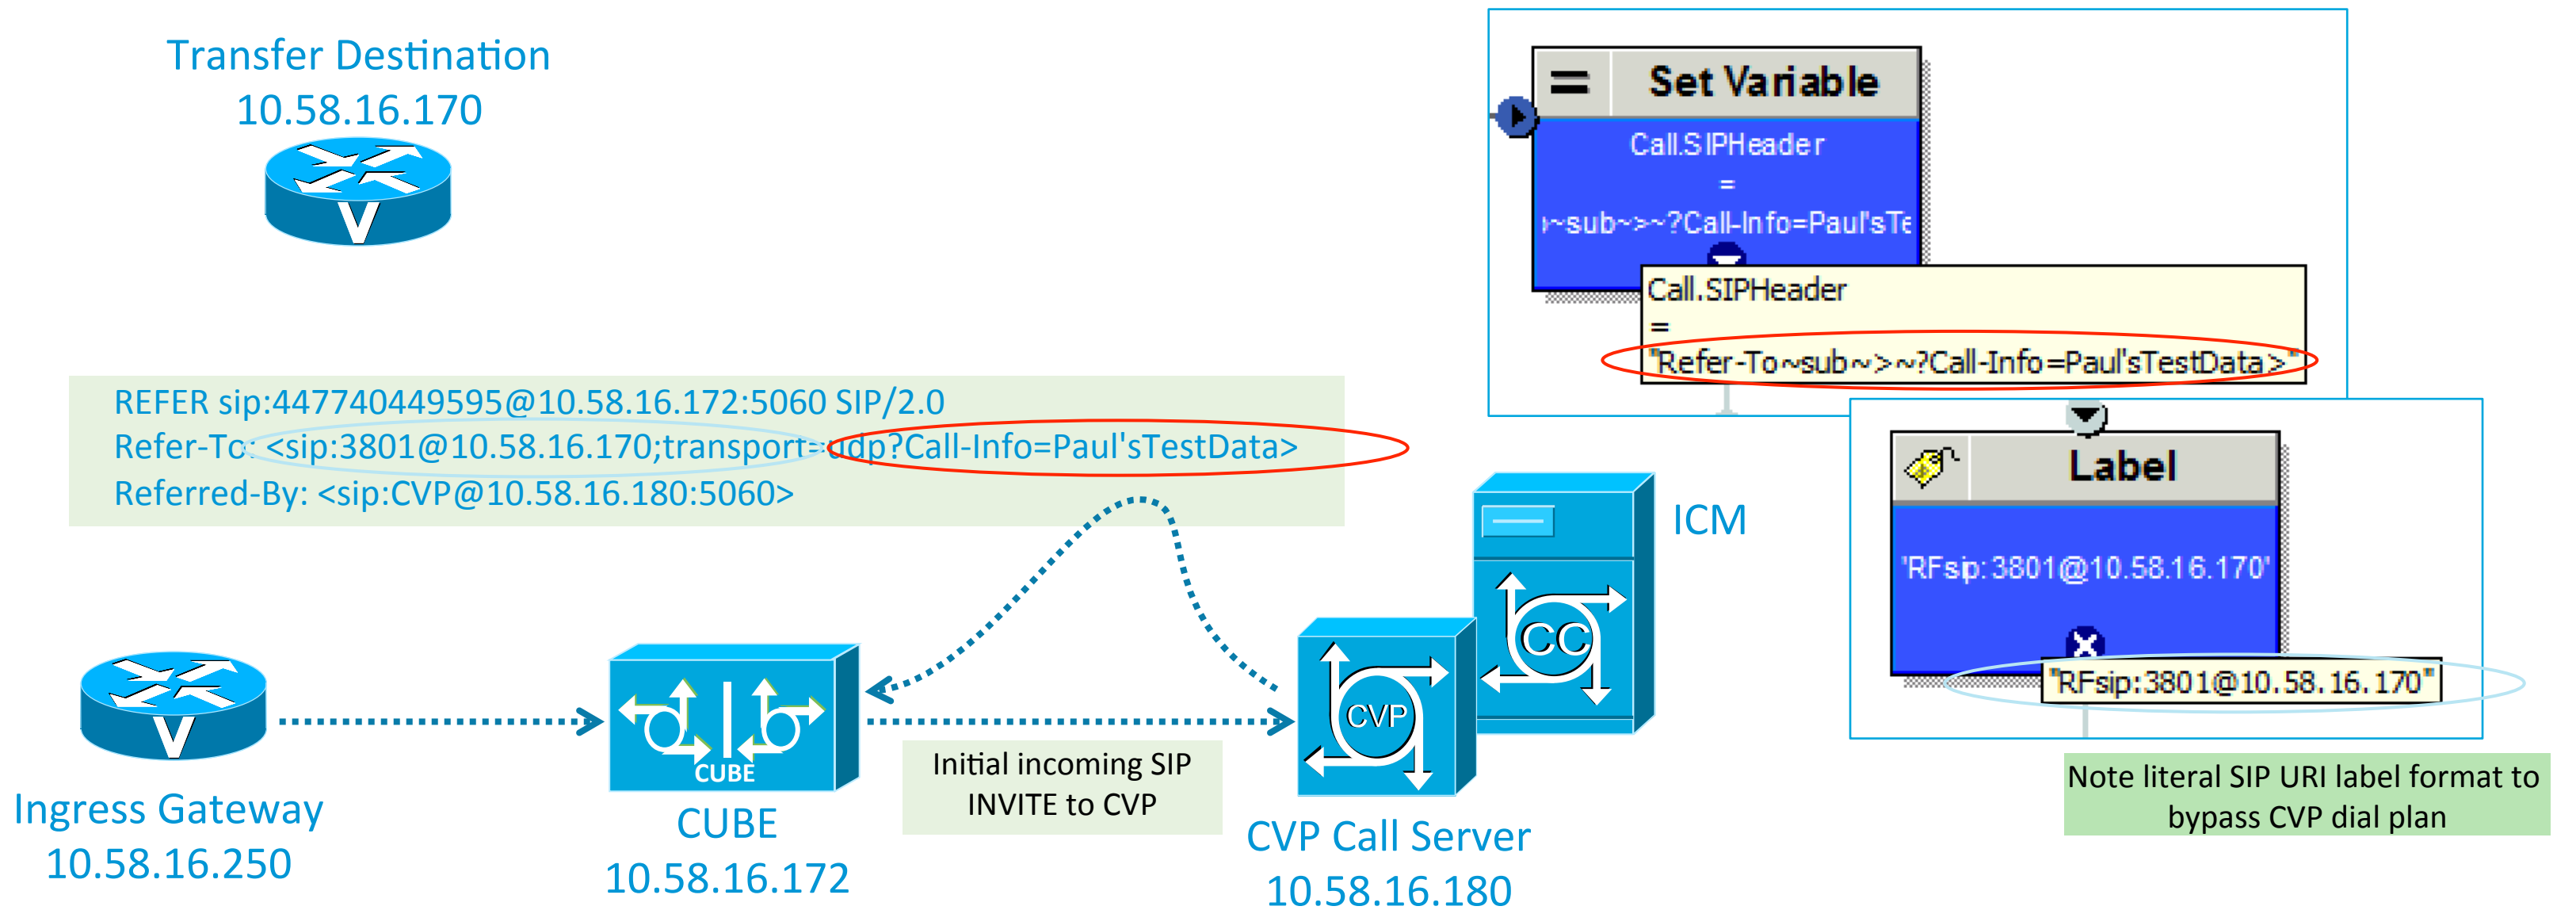 Transfer Destination
10.58.16.170
Set Variable
Call.SIPHeader
=
~sub~>~?Call-Info=Paul'sTe
Call.SIPHeader
=
"Refer-To~sub~>~?Call-Info=Paul'sTestData>"
REFER sip:447740449595@10.58.16.172:5060 SIP/2.0
Refer-To: <sip:3801@10.58.16.170;transport=udp?Call-Info=Paul'sTestData>
Referred-By: <sip:CVP@10.58.16.180:5060>
Label
'RFsip:3801@10.58.16.170'
"RFsip:3801@10.58.16.170"
Note literal SIP URI label format to
bypass CVP dial plan
ICM
CC
CVP
CUBE
V
V
Initial incoming SIP
INVITE to CVP
Ingress Gateway
10.58.16.250
CUBE
10.58.16.172
CVP Call Server
10.58.16.180